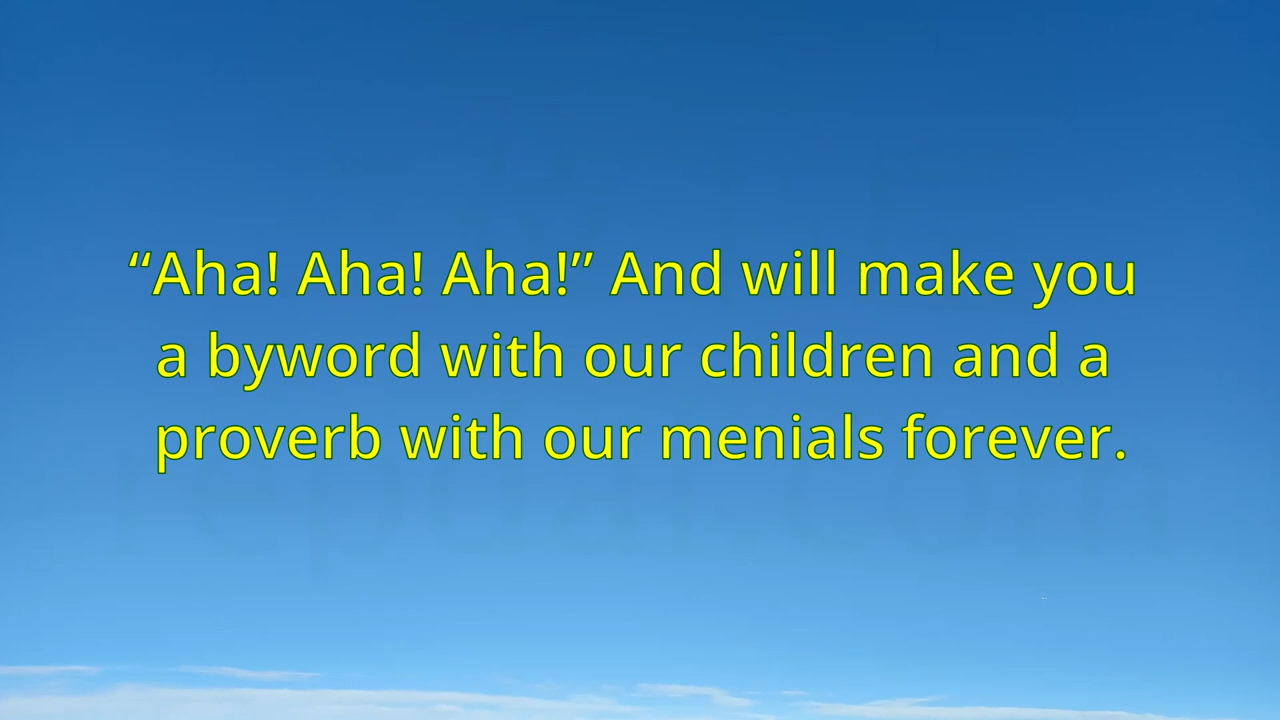 “Aha! Aha! Aha!” And will make you
a byword with our children and a
proverb with our menials forever.